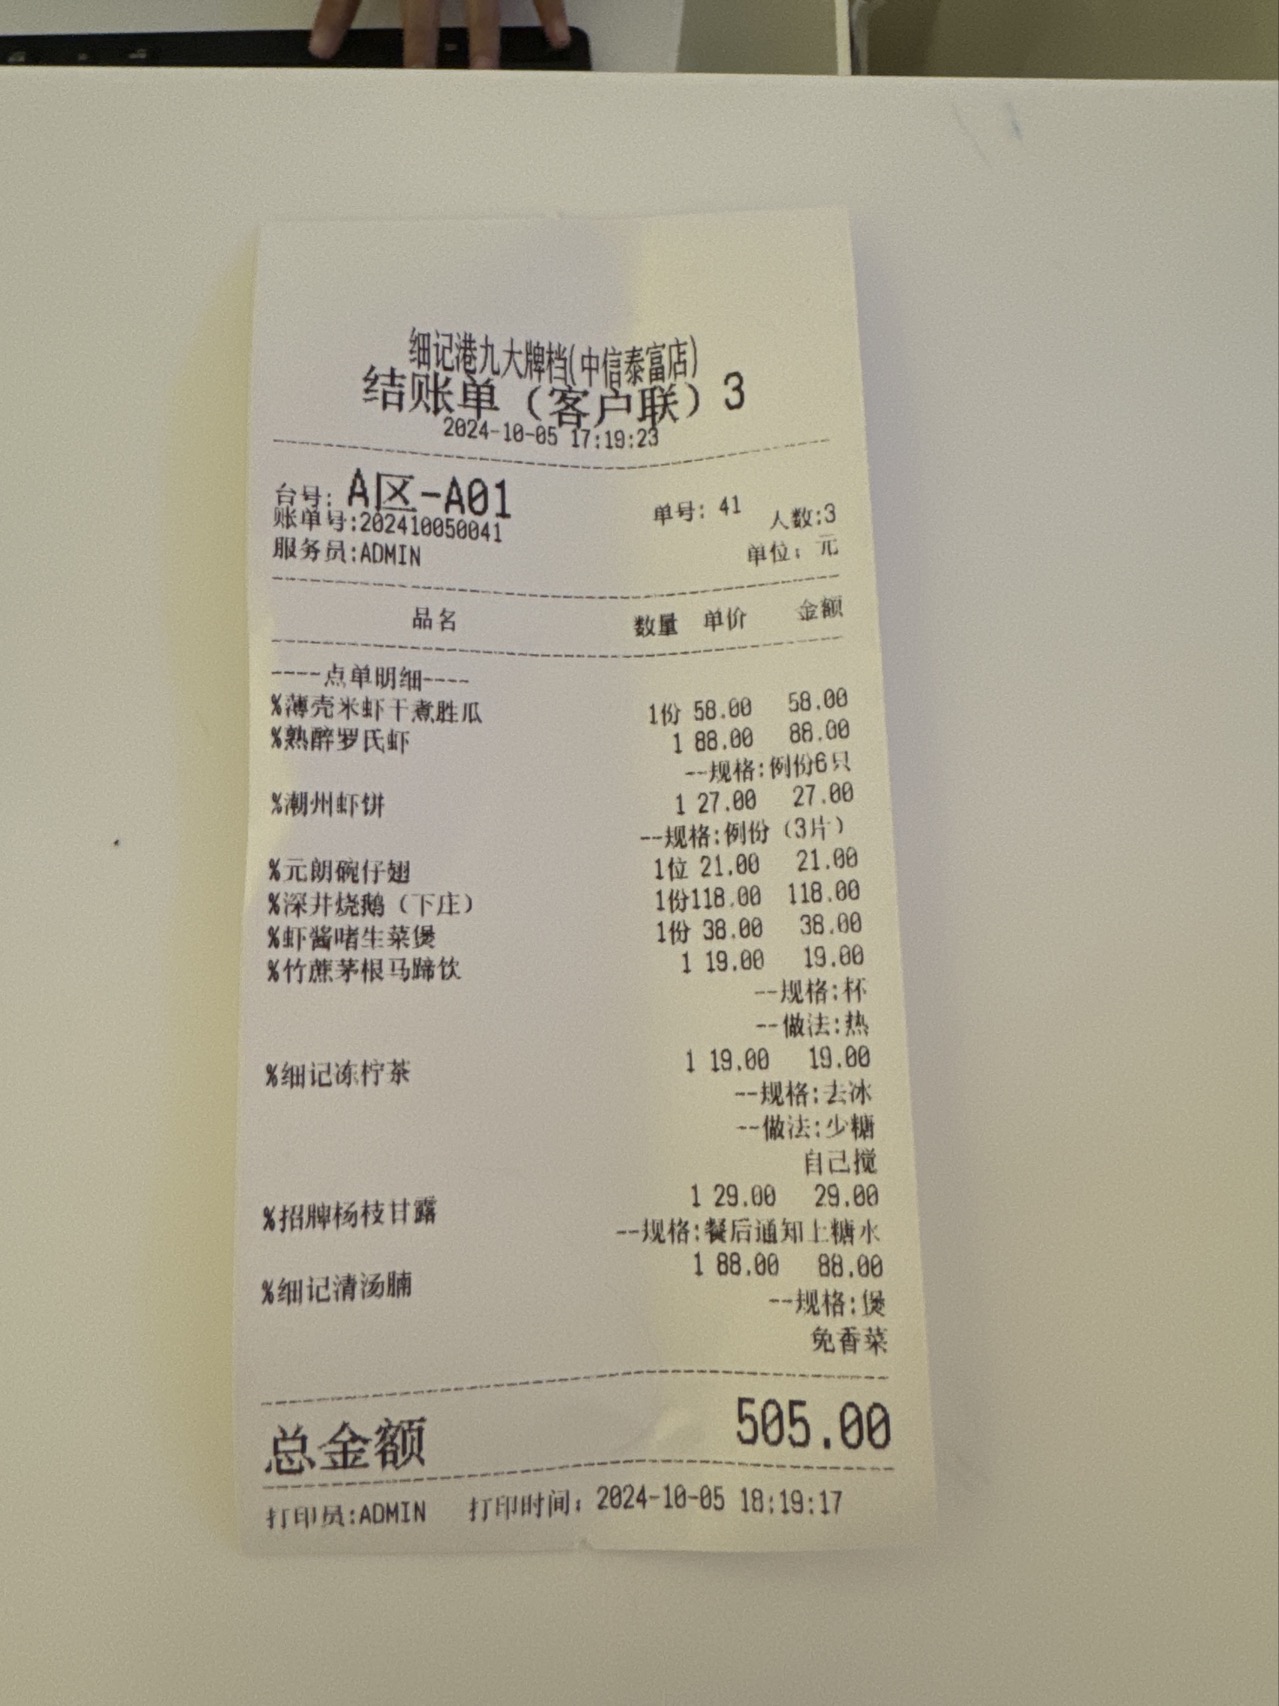 细记港九大牌档(中信泰富店)
结账单（客户联）3
2024-10-05 17:19:23
台号: A区-A01 单号: 41 人数:3
账单号:202410050041
服务员:ADMIN 单位: 元
品名 数量 单价 金额
----点单明细----
%薄壳米虾干煮胜瓜 1份 58.00 58.00
%熟醉罗氏虾 1 88.00 88.00
--规格:例份6只
%潮州虾饼 1 27.00 27.00
--规格:例份（3片）
%元朗碗仔翅 1位 21.00 21.00
%深井烧鹅（下庄） 1份118.00 118.00
%虾酱啫生菜煲 1份 38.00 38.00
%竹蔗茅根马蹄饮 1 19.00 19.00
--规格:杯
--做法:热
%细记冻柠茶 1 19.00 19.00
--规格:去冰
--做法:少糖
自己搅
%招牌杨枝甘露 1 29.00 29.00
--规格:餐后通知上糖水
%细记清汤腩 1 88.00 88.00
--规格:煲
免香菜
总金额 505.00
打印员:ADMIN 打印时间: 2024-10-05 18:19:17